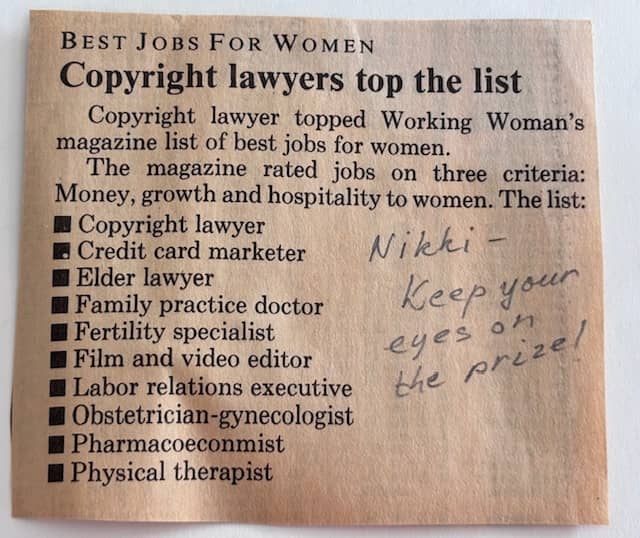 BEST JOBS FOR WOMEN
Copyright lawyers top the list
Copyright lawyer topped Working Woman's
magazine list of best jobs for women.
The magazine rated jobs on three criteria:
Money, growth and hospitality to women. The list:
■ Copyright lawyer
■ Credit card marketer
■ Elder lawyer
■ Family practice doctor
■ Fertility specialist
■ Film and video editor
■ Labor relations executive
■ Obstetrician-gynecologist
■ Pharmacoeconmist
■ Physical therapist
Nikki -
Keep your
eyes on
the prize!